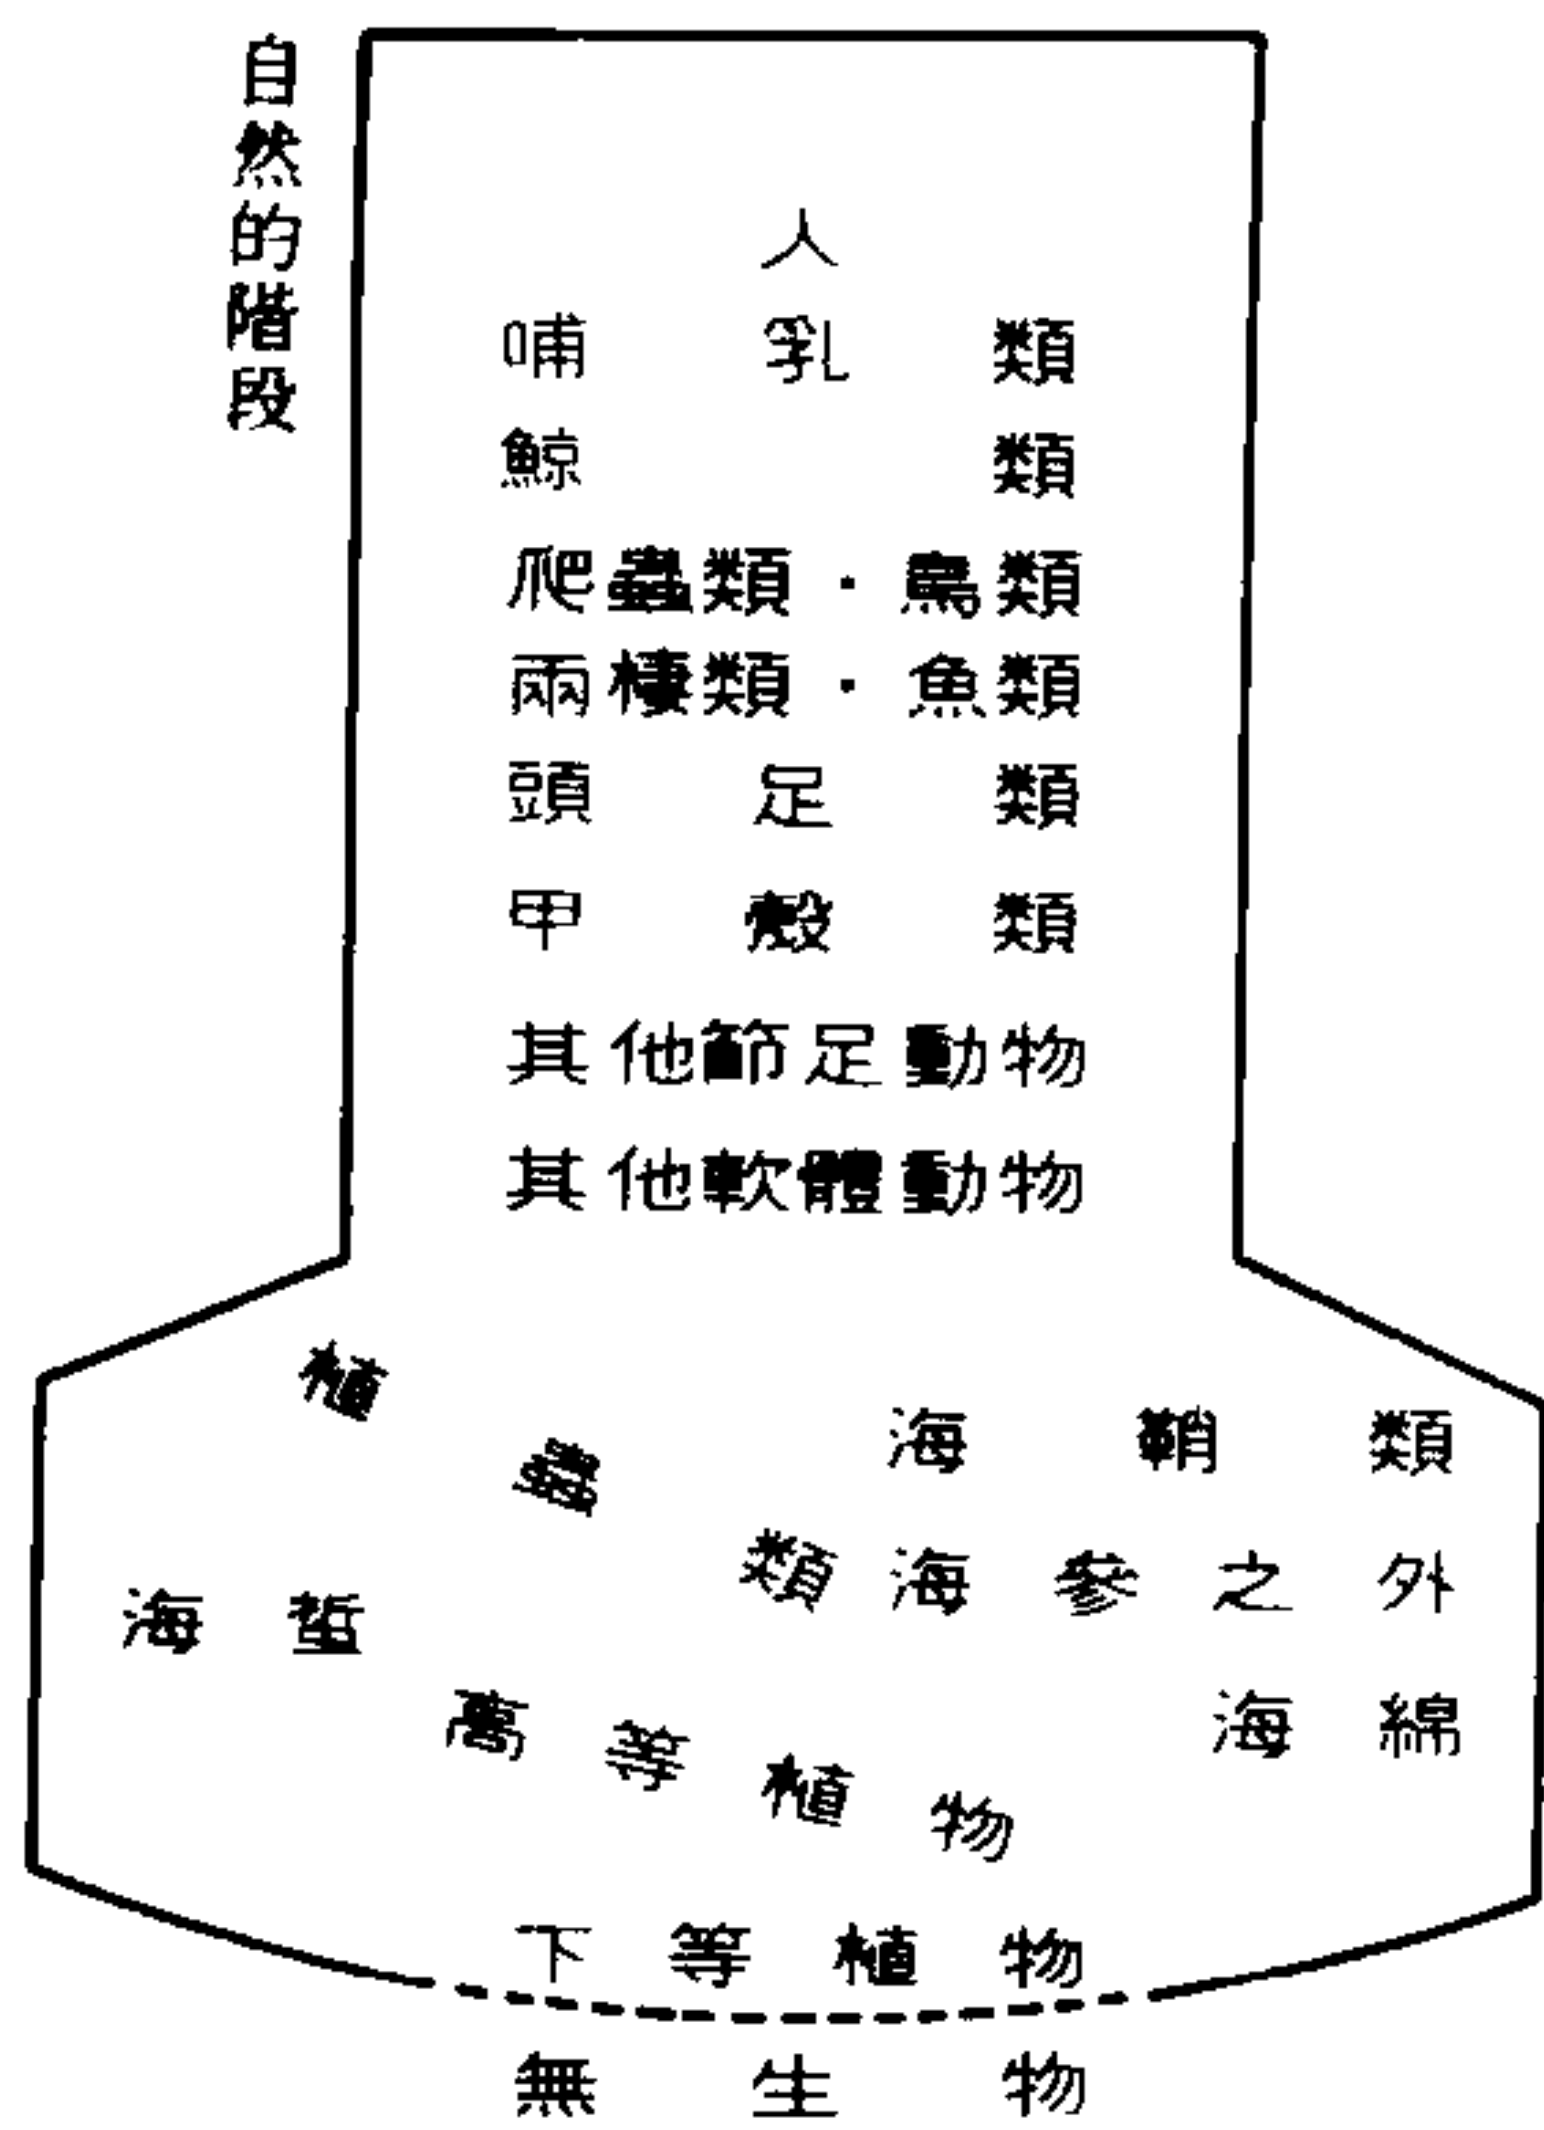 自然的階段
人
哺乳類
鯨類
爬蟲類・鳥類
兩棲類・魚類
頭足類
甲殼類
其他節足動物
其他軟體動物
植蟲類
海鞘類
海參之外
海綿
海蜇
高等植物
下等植物
無生物